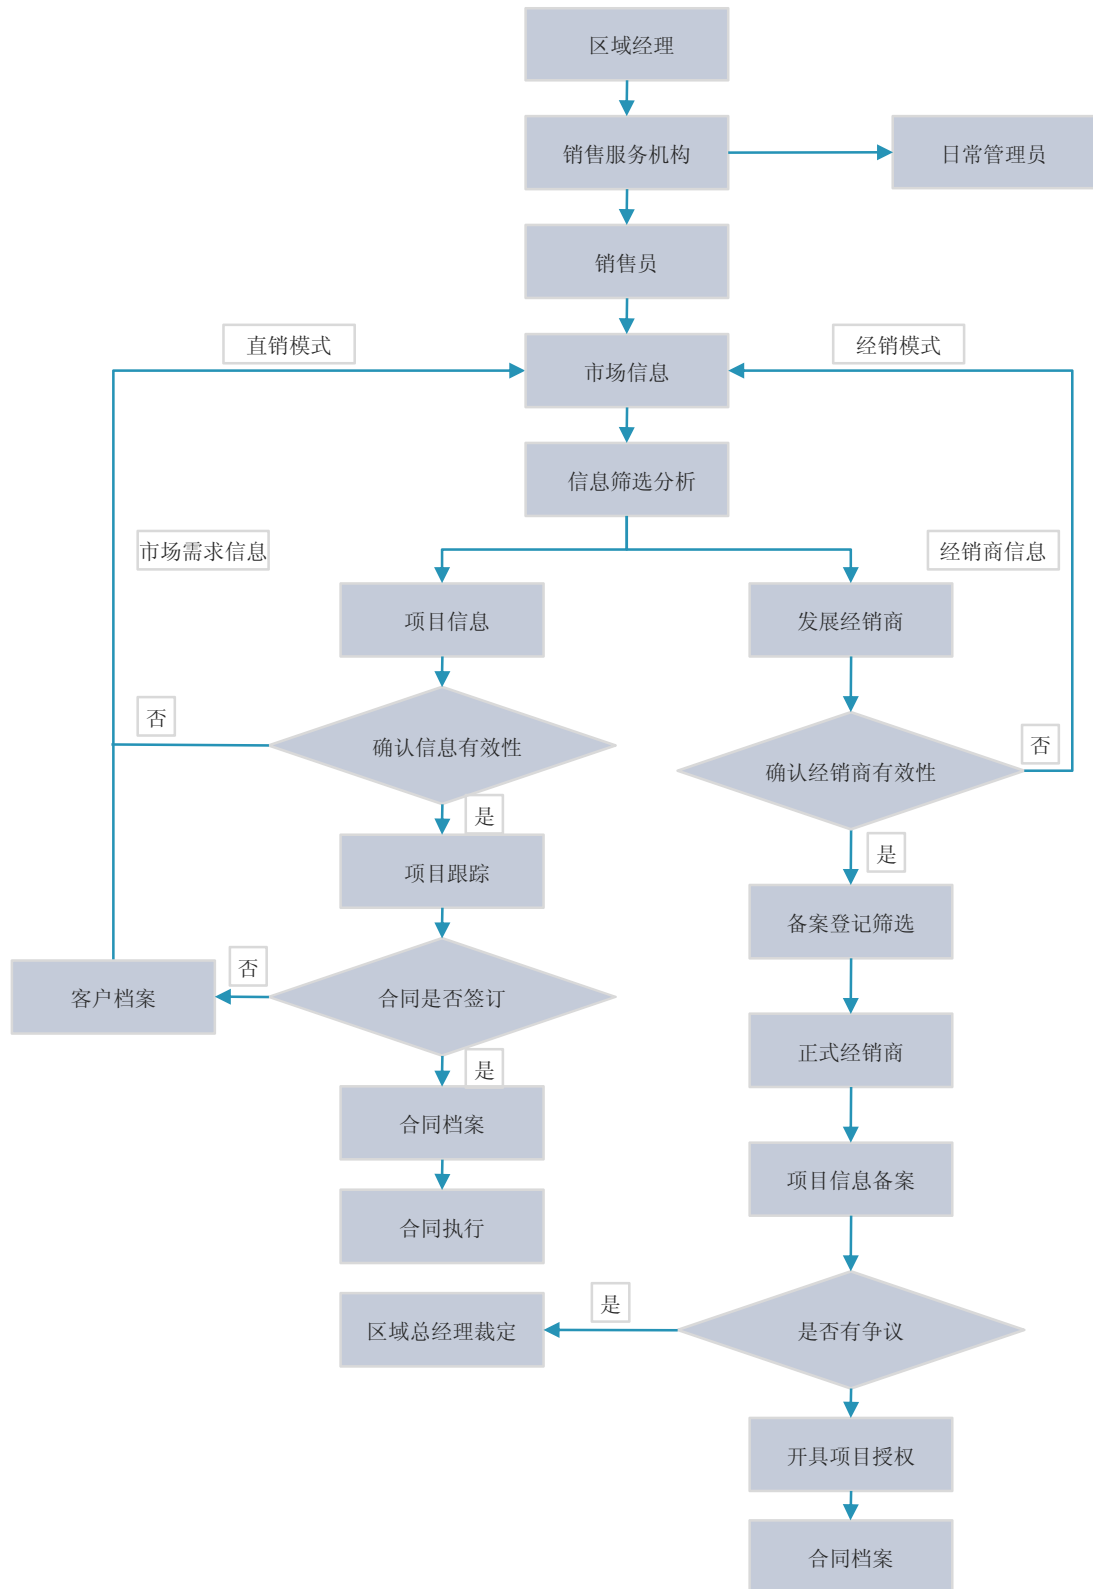 区域经理
销售服务机构
日常管理员
销售员
直销模式
经销模式
市场信息
信息筛选分析
市场需求信息
经销商信息
项目信息
发展经销商
否
确认信息有效性
否
确认经销商有效性
是
是
项目跟踪
备案登记筛选
否
客户档案
合同是否签订
正式经销商
是
合同档案
项目信息备案
合同执行
是
区域总经理裁定
是否有争议
开具项目授权
合同档案